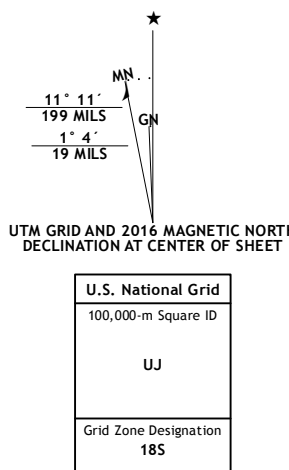 MN
11° 11´
199 MILS
GN
1° 4´
19 MILS
UTM GRID AND 2016 MAGNETIC NORTH
DECLINATION AT CENTER OF SHEET
U.S. National Grid
100,000-m Square ID
UJ
Grid Zone Designation
18S